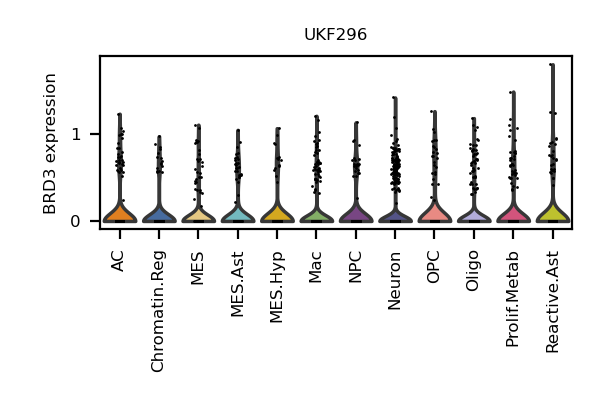 UKF296
BRD3 expression
1
0
AC
Chromatin.Reg
MES
MES.Ast
MES.Hyp
Mac
NPC
Neuron
OPC
Oligo
Prolif.Metab
Reactive.Ast